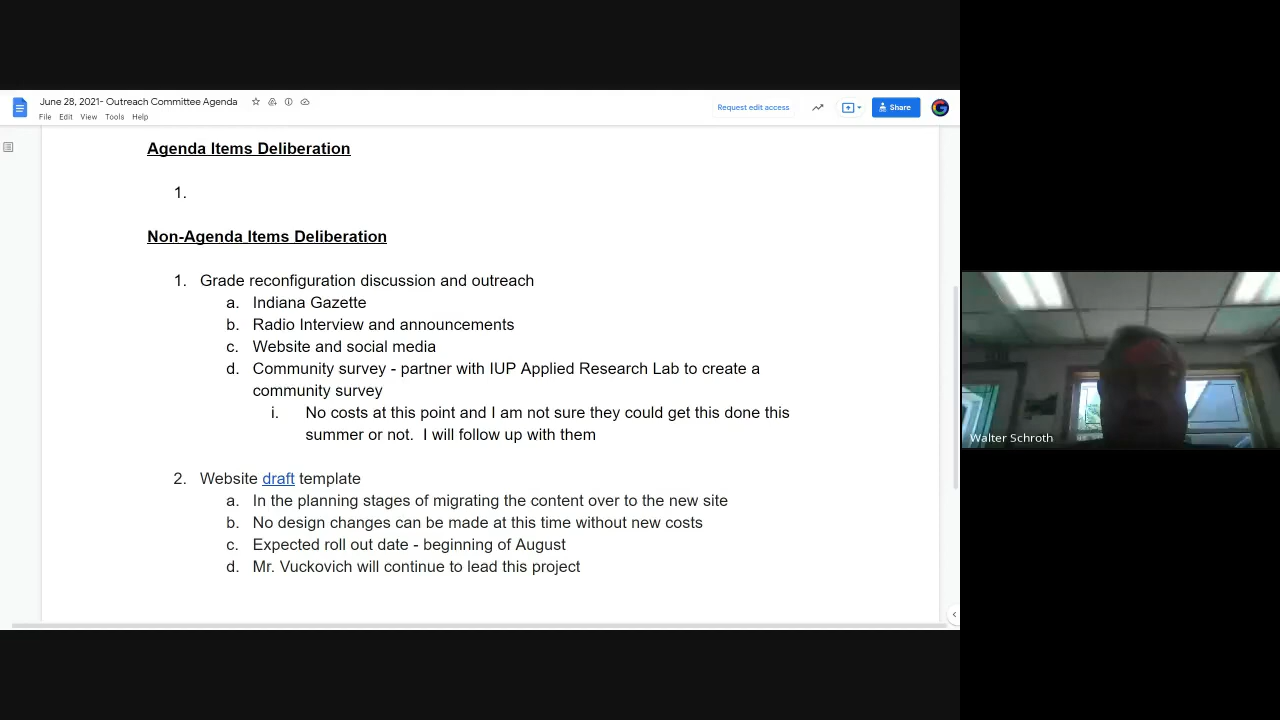 June 28, 2021- Outreach Committee Agenda
File Edit View Tools Help
Request edit access
Share
Agenda Items Deliberation
1.
Non-Agenda Items Deliberation
1. Grade reconfiguration discussion and outreach
a. Indiana Gazette
b. Radio Interview and announcements
c. Website and social media
d. Community survey - partner with IUP Applied Research Lab to create a
community survey
i. No costs at this point and I am not sure they could get this done this
summer or not. I will follow up with them
2. Website draft template
a. In the planning stages of migrating the content over to the new site
b. No design changes can be made at this time without new costs
c. Expected roll out date - beginning of August
d. Mr. Vuckovich will continue to lead this project
Walter Schroth